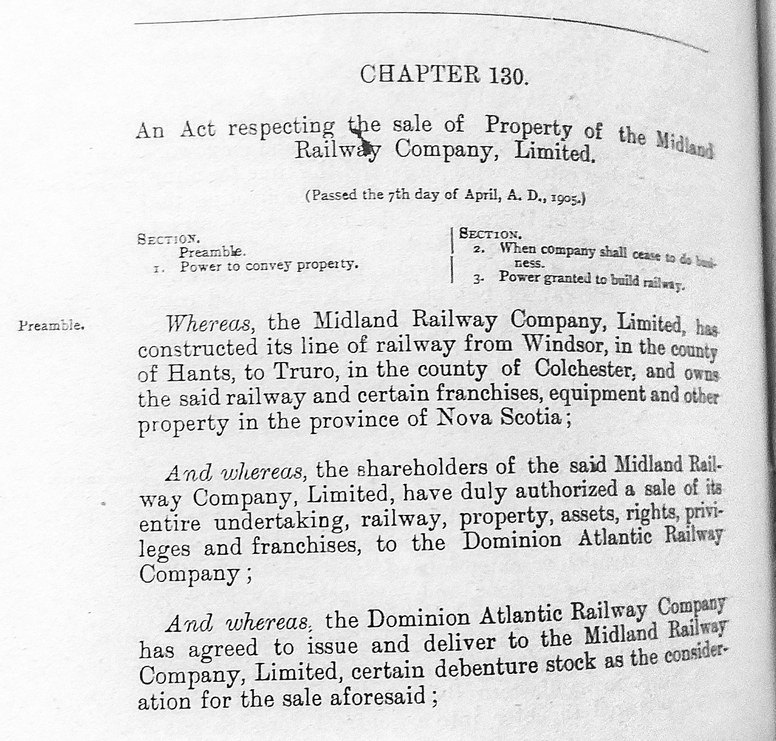 CHAPTER 130.
An Act respecting the sale of Property of the Midland
Railway Company, Limited.
(Passed the 7th day of April, A. D., 1905.)
SECTION.
Preamble.
1. Power to convey property.
SECTION.
2. When company shall cease to do busi-
ness.
3. Power granted to build railway.
Preamble.
Whereas, the Midland Railway Company, Limited, has
constructed its line of railway from Windsor, in the county
of Hants, to Truro, in the county of Colchester, and owns
the said railway and certain franchises, equipment and other
property in the province of Nova Scotia;
And whereas, the shareholders of the said Midland Rail-
way Company, Limited, have duly authorized a sale of its
entire undertaking, railway, property, assets, rights, privi-
leges and franchises, to the Dominion Atlantic Railway
Company;
And whereas, the Dominion Atlantic Railway Company
has agreed to issue and deliver to the Midland Railway
Company, Limited, certain debenture stock as the consider-
ation for the sale aforesaid;